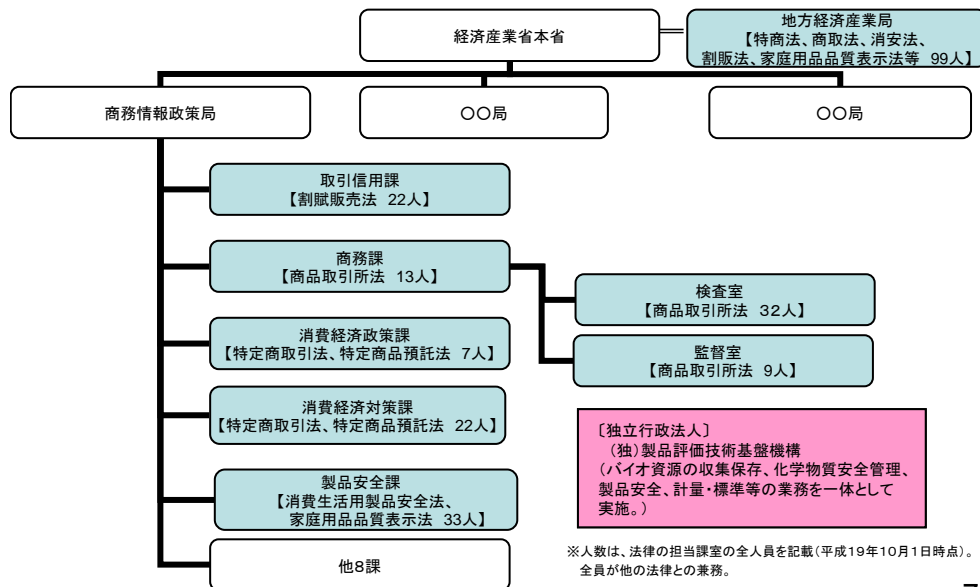 経済産業省本省
地方経済産業局
【特商法、商取法、消安法、
割販法、家庭用品品質表示法等 99人】
商務情報政策局
〇〇局
〇〇局
取引信用課
【割賦販売法 22人】
商務課
【商品取引所法 13人】
検査室
【商品取引所法 32人】
監督室
【商品取引所法 9人】
消費経済政策課
【特定商取引法、特定商品預託法 7人】
消費経済対策課
【特定商取引法、特定商品預託法 22人】
製品安全課
【消費生活用製品安全法、
家庭用品品質表示法 33人】
他8課
〔独立行政法人〕
(独)製品評価技術基盤機構
(バイオ資源の収集保存、化学物質安全管理、
製品安全、計量・標準等の業務を一体として
実施。)
※人数は、法律の担当課室の全人員を記載(平成19年10月1日時点)。
全員が他の法律との兼務。